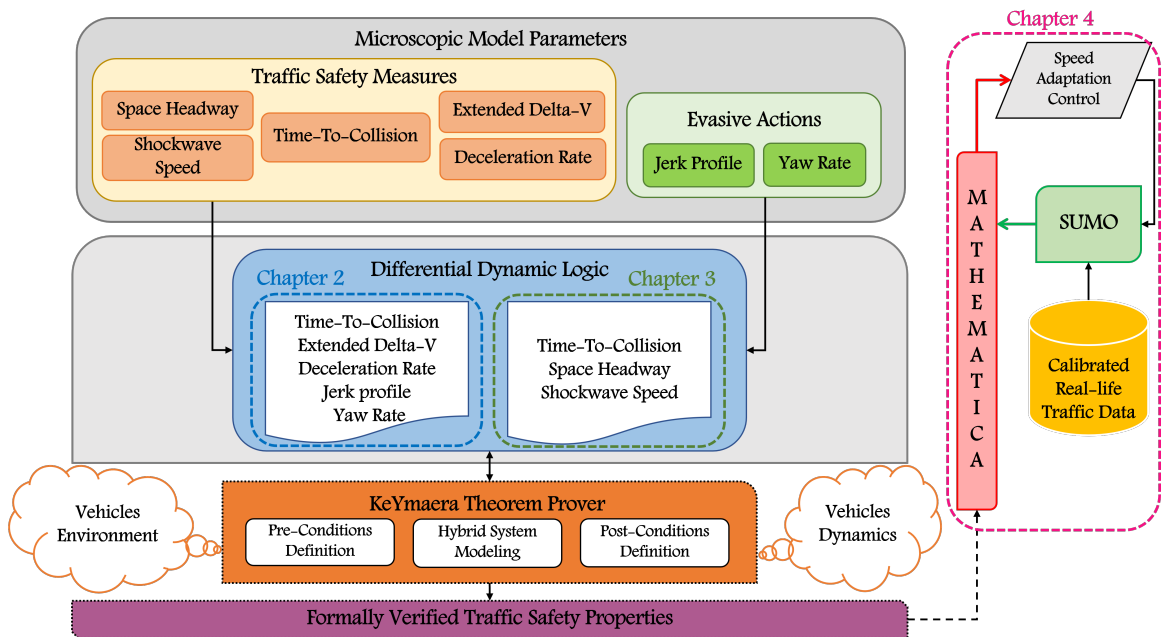 Microscopic Model Parameters
Traffic Safety Measures
Space Headway
Shockwave
Speed
Time-To-Collision
Extended Delta-V
Deceleration Rate
Evasive Actions
Jerk Profile
Yaw Rate
Differential Dynamic Logic
Chapter 2
Time-To-Collision
Extended Delta-V
Deceleration Rate
Jerk profile
Yaw Rate
Chapter 3
Time-To-Collision
Space Headway
Shockwave Speed
Vehicles
Environment
KeYmaera Theorem Prover
Pre-Conditions
Definition
Hybrid System
Modeling
Post-Conditions
Definition
Vehicles
Dynamics
Formally Verified Traffic Safety Properties
Chapter 4
Speed
Adaptation
Control
MATHEMATICA
SUMO
Calibrated
Real-life
Traffic Data